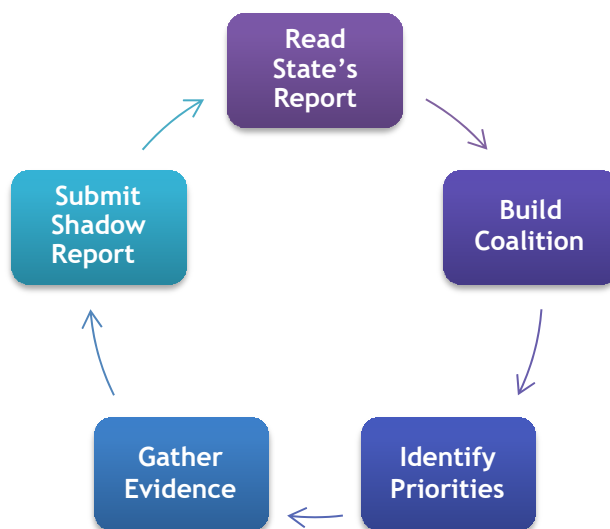 Read
State’s
Report
Build
Coalition
Identify
Priorities
Gather
Evidence
Submit
Shadow
Report